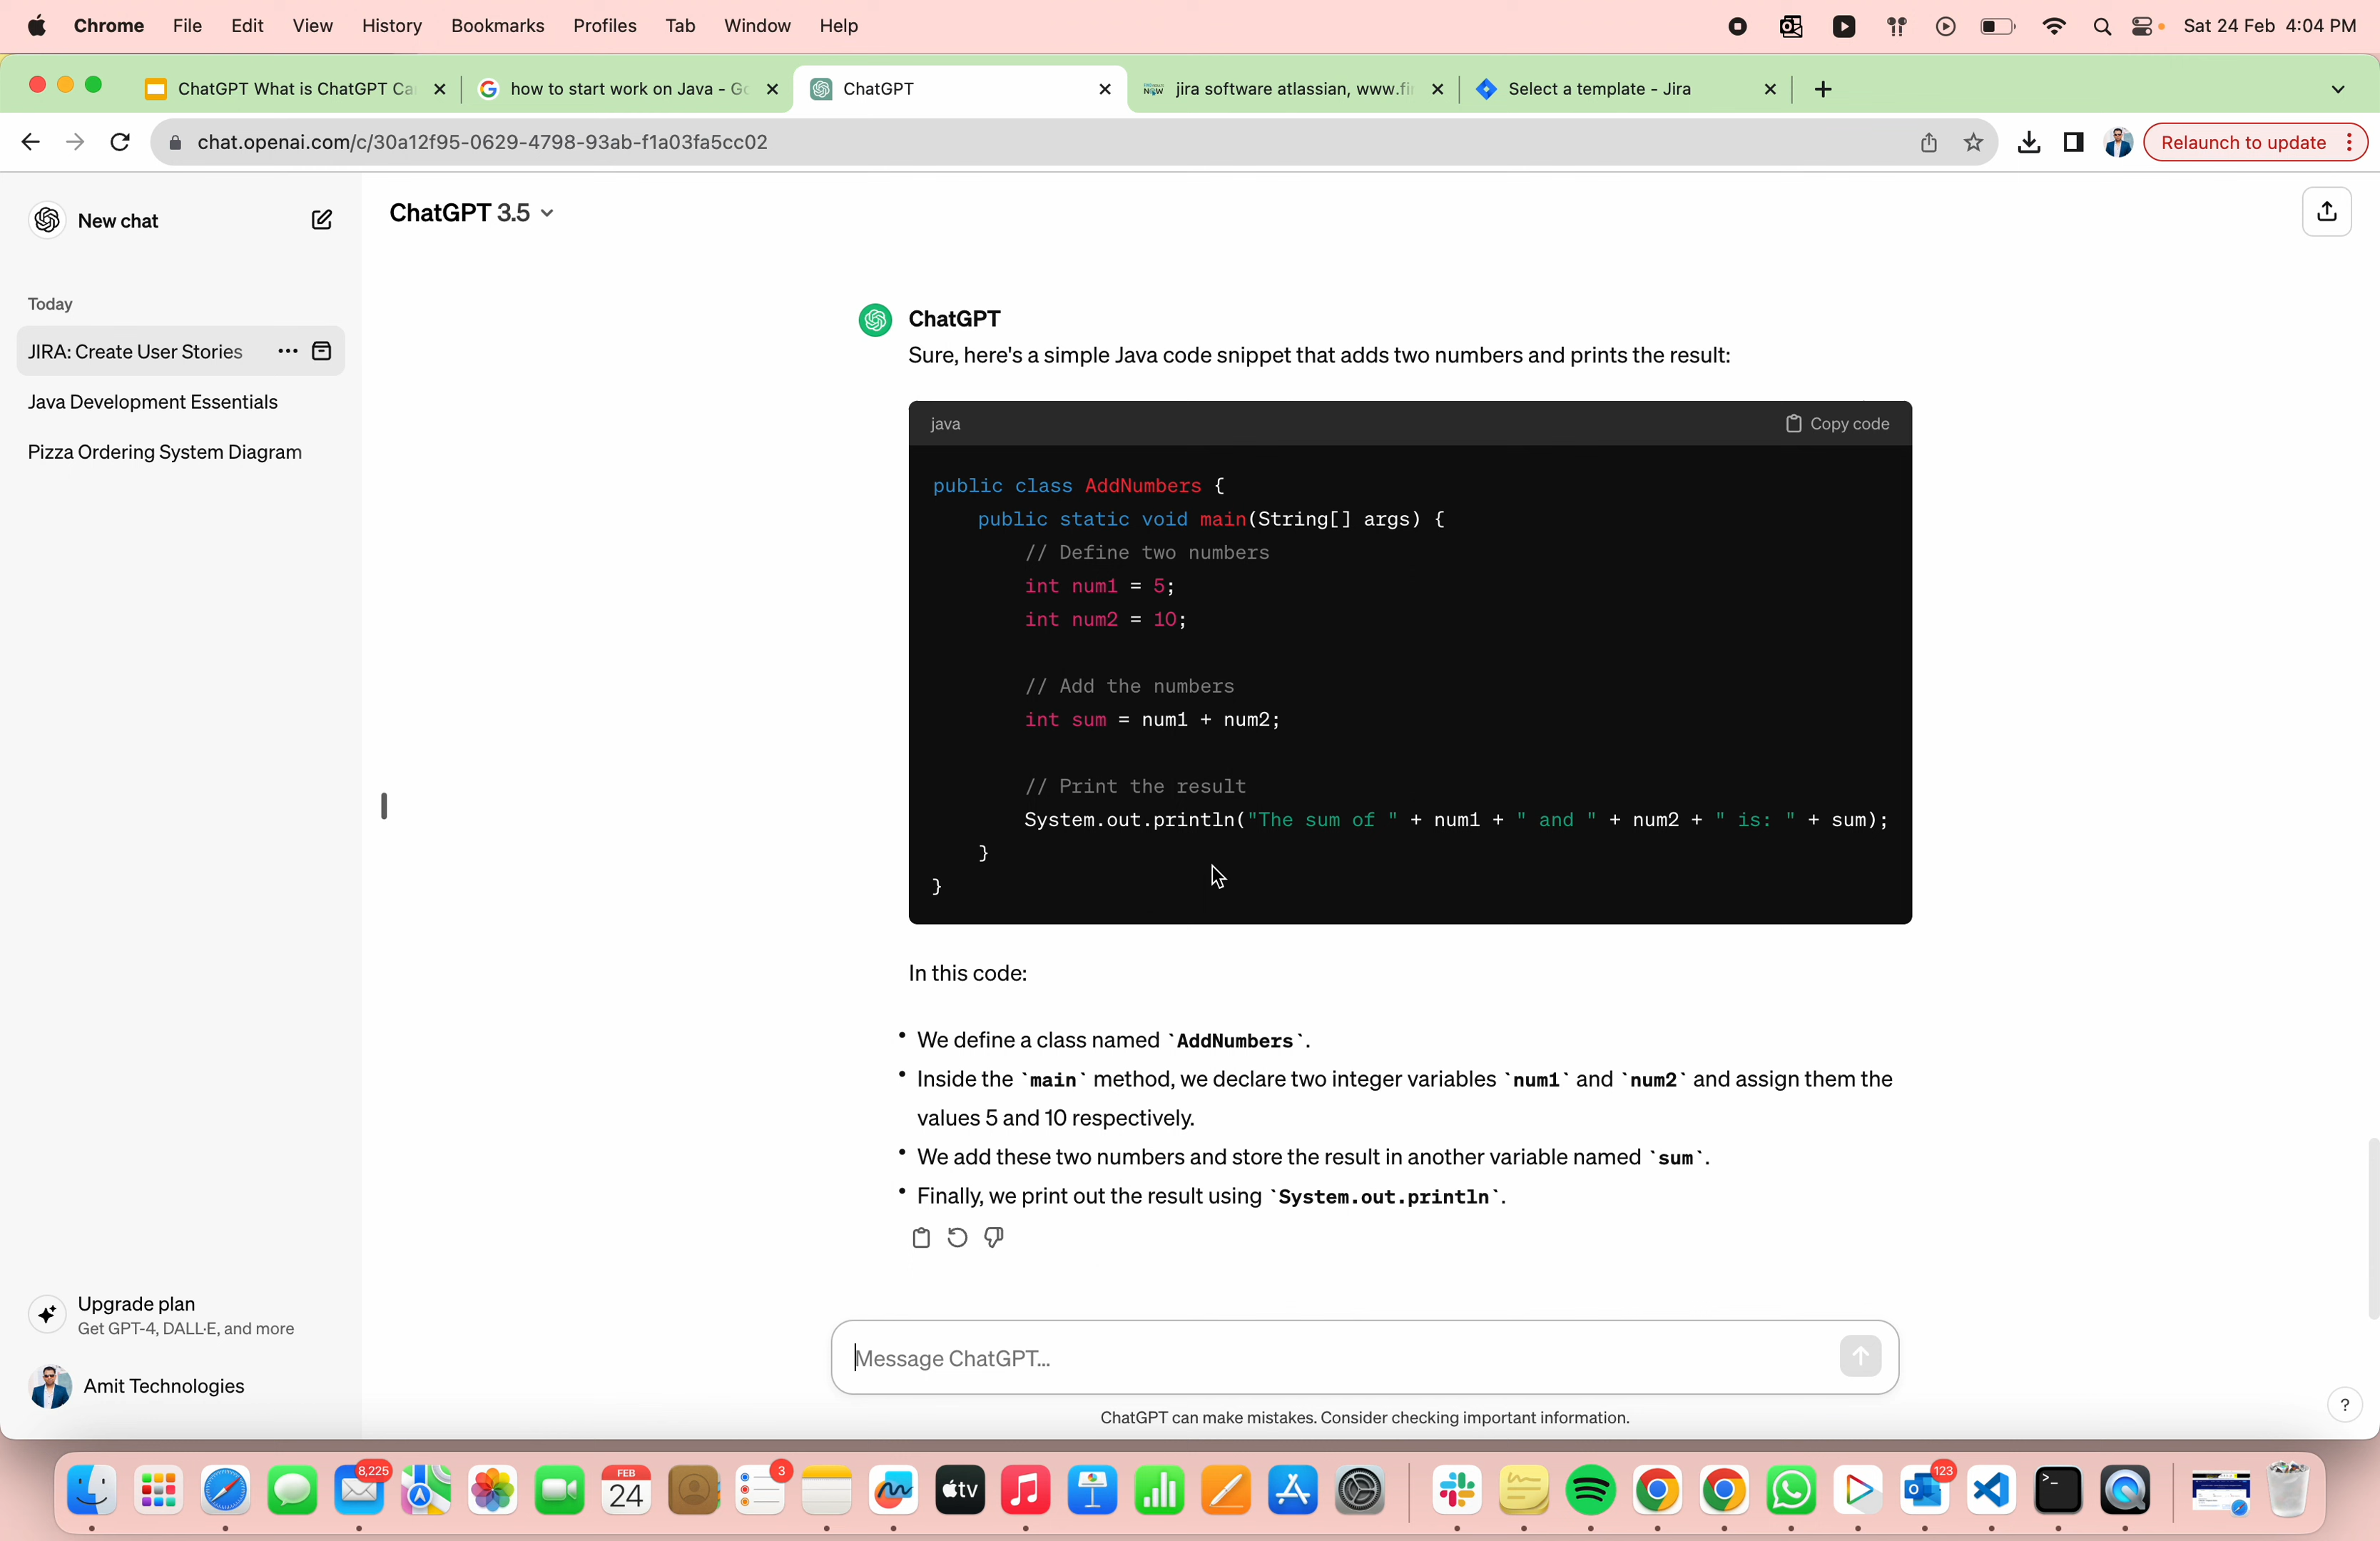 Chrome File Edit View History Bookmarks Profiles Tab Window Help Sat 24 Feb 4:04 PM
ChatGPT What is ChatGPT Ca how to start work on Java - Go ChatGPT jira software atlassian, www.fi Select a template - Jira
chat.openai.com/c/30a12f95-0629-4798-93ab-f1a03fa5cc02 Relaunch to update
New chat
ChatGPT 3.5
Today
JIRA: Create User Stories
Java Development Essentials
Pizza Ordering System Diagram
ChatGPT
Sure, here's a simple Java code snippet that adds two numbers and prints the result:
java Copy code
public class AddNumbers {
public static void main(String[] args) {
// Define two numbers
int num1 = 5;
int num2 = 10;
// Add the numbers
int sum = num1 + num2;
// Print the result
System.out.println("The sum of " + num1 + " and " + num2 + " is: " + sum);
}
}
In this code:
• We define a class named `AddNumbers`.
• Inside the `main` method, we declare two integer variables `num1` and `num2` and assign them the
values 5 and 10 respectively.
• We add these two numbers and store the result in another variable named `sum`.
• Finally, we print out the result using `System.out.println`.
Upgrade plan
Get GPT-4, DALL·E, and more
Amit Technologies
Message ChatGPT...
ChatGPT can make mistakes. Consider checking important information.
?
8,225
FEB
24
3
tv
123